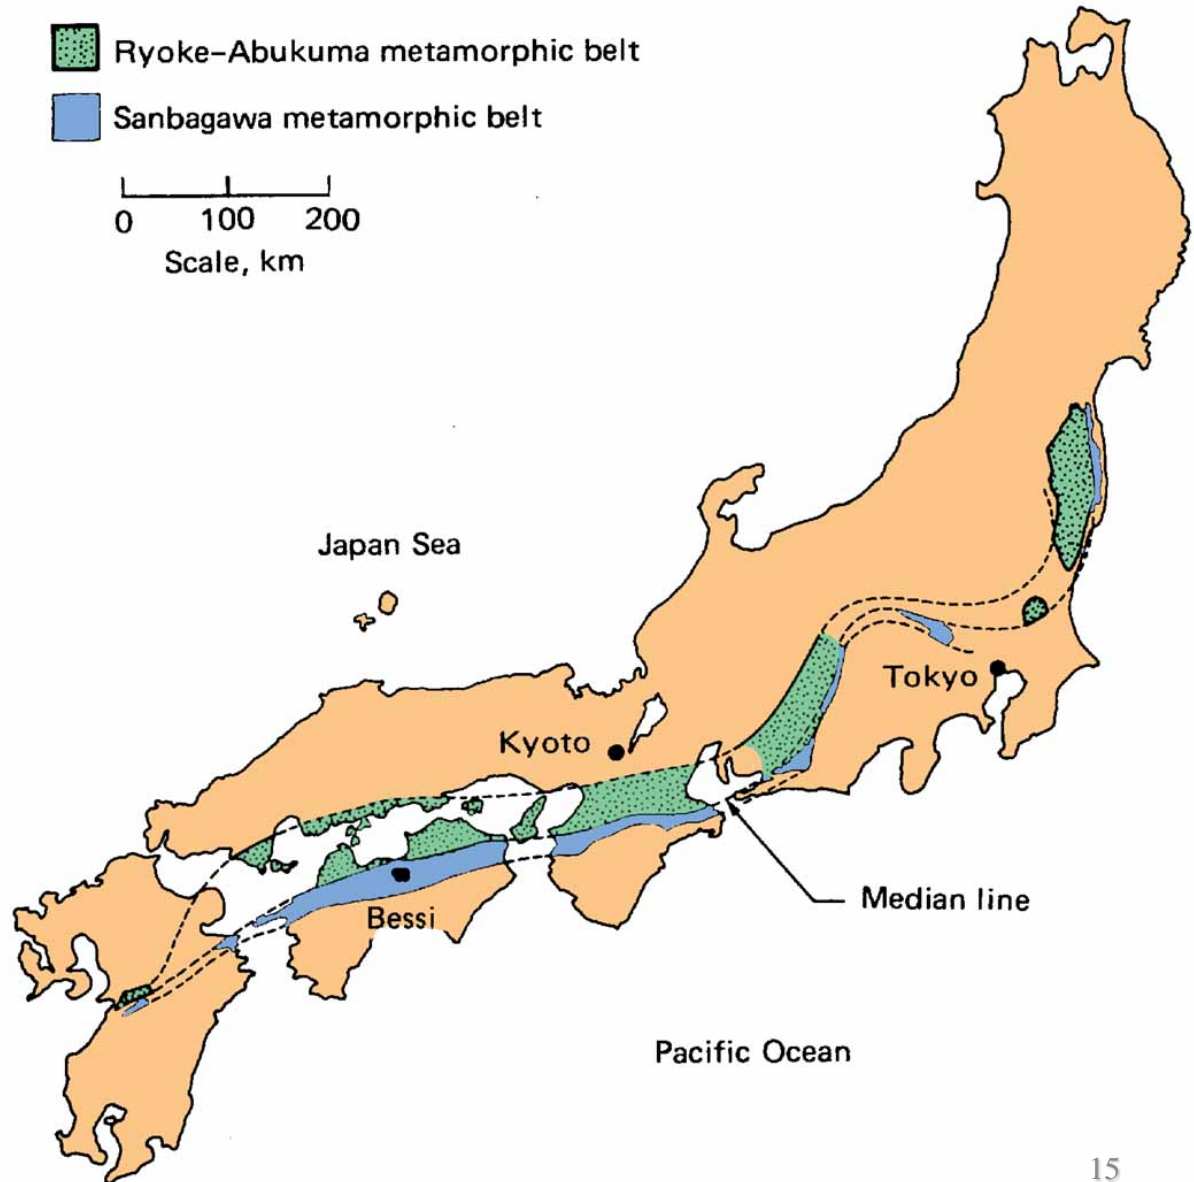 Ryoke–Abukuma metamorphic belt
Sanbagawa metamorphic belt
0 100 200
Scale, km
Japan Sea
Tokyo
Kyoto
Median line
Bessi
Pacific Ocean
15